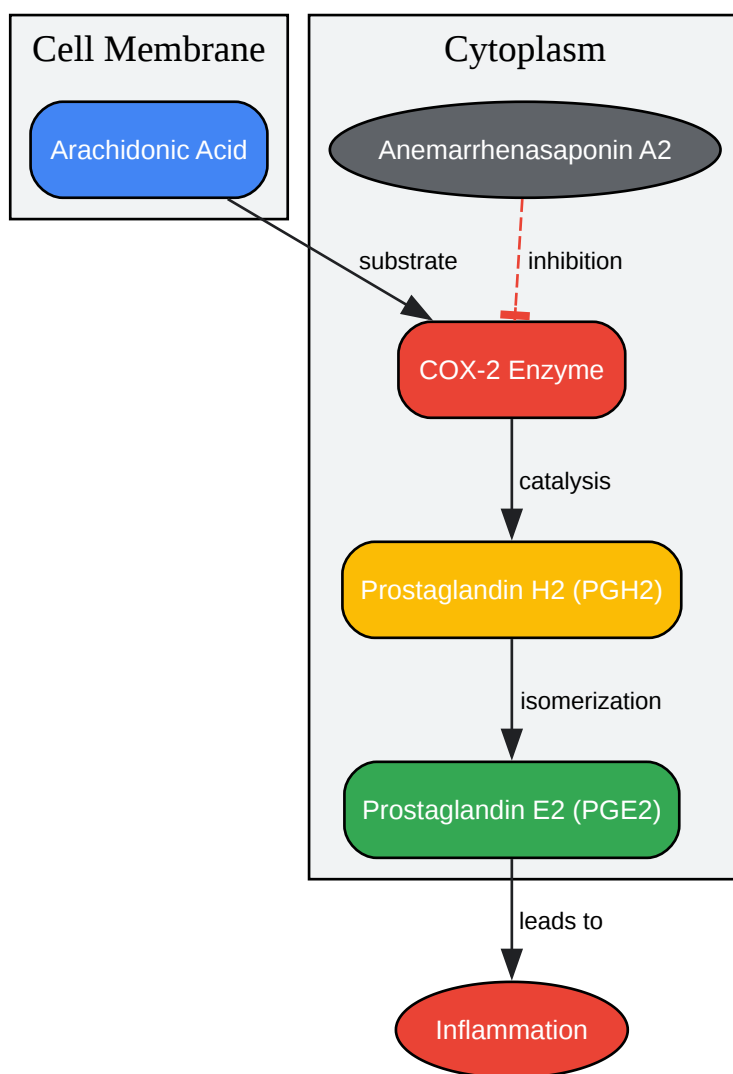 Cell Membrane
Cytoplasm
Arachidonic Acid
Anemarrhenasaponin A2
substrate
inhibition
COX-2 Enzyme
catalysis
Prostaglandin H2 (PGH2)
isomerization
Prostaglandin E2 (PGE2)
leads to
Inflammation